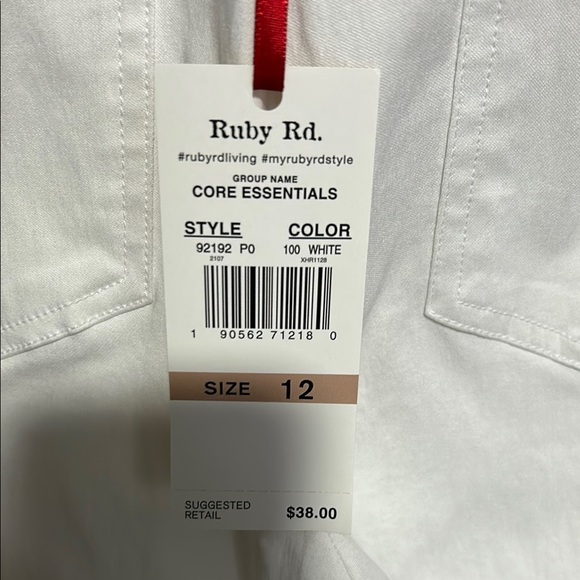 Ruby Rd.
#rubyrdliving #myrubyrdstyle
GROUP NAME
CORE ESSENTIALS
STYLE COLOR
92192 P0 100 WHITE
2107 XHR1128
1 90562 71218 0
SIZE 12
SUGGESTED
RETAIL $38.00